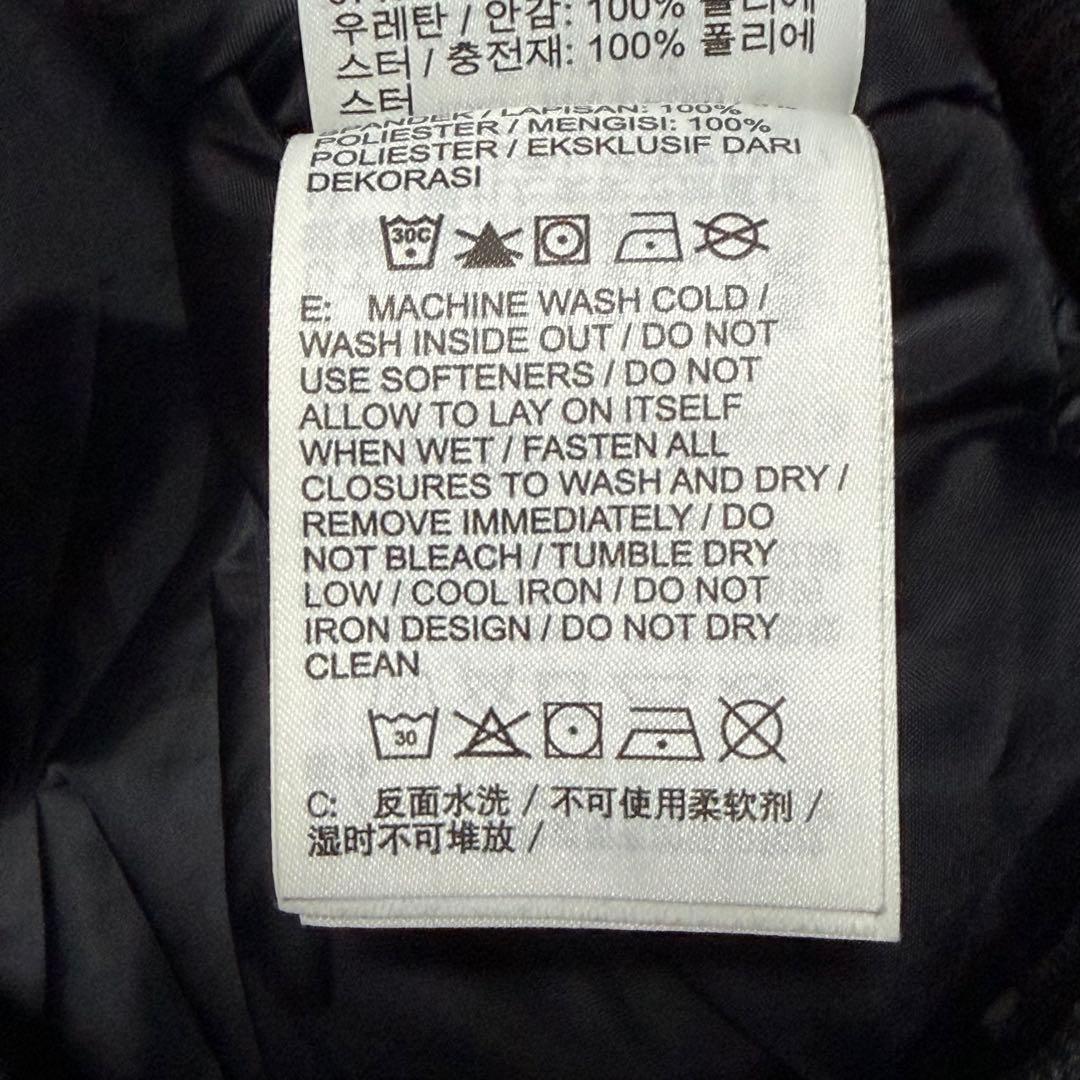 우레탄 / 안감: 100% 폴리에
스터 / 충전재: 100% 폴리에
스터
SPANDEK / LAPISAN: 100%
POLIESTER / MENGISI: 100%
POLIESTER / EKSKLUSIF DARI
DEKORASI
30C
E: MACHINE WASH COLD /
WASH INSIDE OUT / DO NOT
USE SOFTENERS / DO NOT
ALLOW TO LAY ON ITSELF
WHEN WET / FASTEN ALL
CLOSURES TO WASH AND DRY /
REMOVE IMMEDIATELY / DO
NOT BLEACH / TUMBLE DRY
LOW / COOL IRON / DO NOT
IRON DESIGN / DO NOT DRY
CLEAN
30
C: 反面水洗 / 不可使用柔软剂 /
湿时不可堆放 /